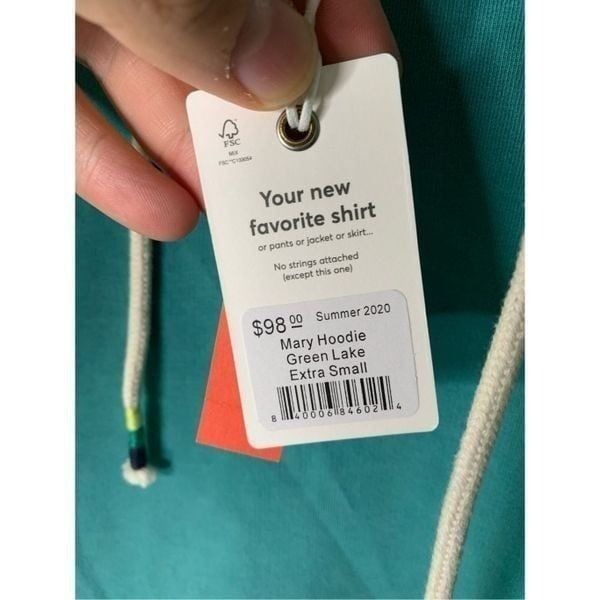 FSC
MIX
Your new
favorite shirt
or pants or jacket or skirt...
No strings attached
(except this one)
$98 00 Summer 2020
Mary Hoodie
Green Lake
Extra Small
8 40006 84602 4